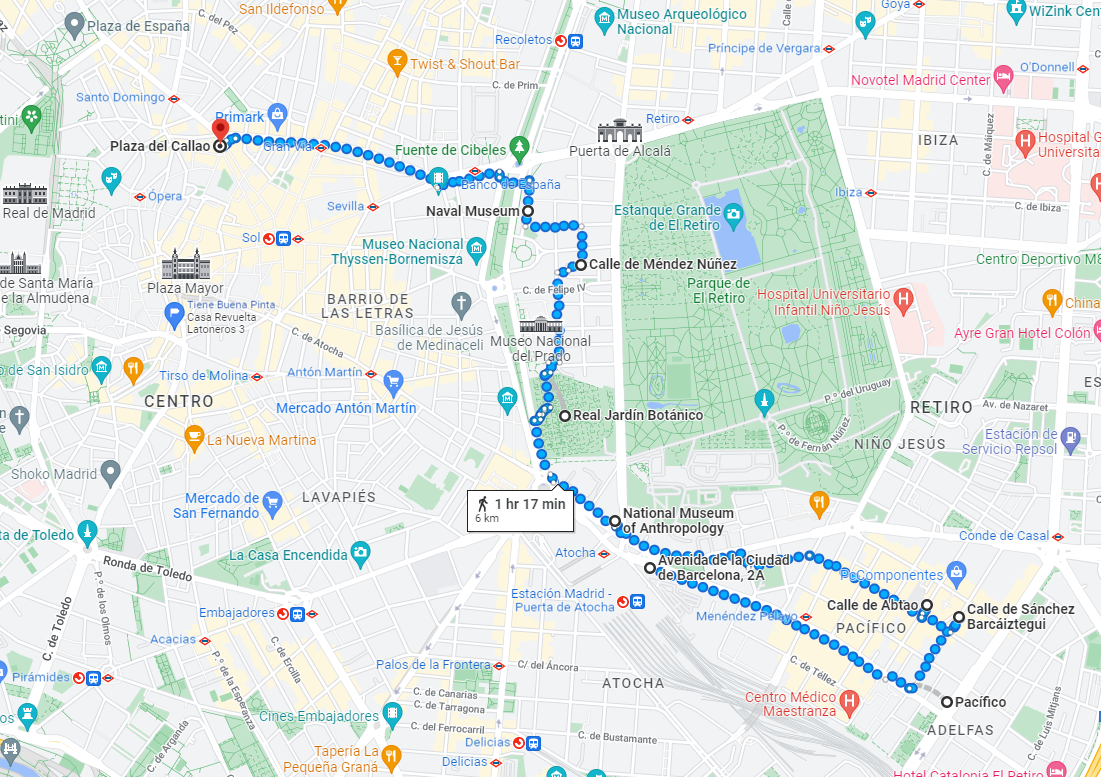 Plaza de España
San Ildefonso
C. del Pez
Museo Arqueológico
Nacional
Goya
WiZink Cent
Recoletos
Príncipe de Vergara
Twist & Shout Bar
C. de Prim
Novotel Madrid Center
O'Donnell
Santo Domingo
Primark
Retiro
Plaza del Callao
Gran Vía
Fuente de Cibeles
Puerta de Alcalá
IBIZA
C. de Máiquez
Hospital G
Universita
Banco de España
Ópera
Real de Madrid
Sevilla
Naval Museum
Estanque Grande
de El Retiro
Ibiza
C. de Ibiza
Sol
Museo Nacional
Thyssen-Bornemisza
Calle de Méndez Núñez
Centro Deportivo M8
de Santa María
e la Almudena
Plaza Mayor
C. de Felipe IV
Parque de
El Retiro
Hospital Universitario
Infantil Niño Jesús
China
Tiene Buena Pinta
Casa Revuelta
Latoneros 3
BARRIO DE
LAS LETRAS
Segovia
C. de Atocha
Basílica de Jesús
de Medinaceli
Museo Nacional
del Prado
Ayre Gran Hotel Colón
o de San Isidro
Tirso de Molina
Antón Martín
P.º del Uruguay
CENTRO
Mercado Antón Martín
Real Jardín Botánico
P.º de Fernán Núñez
RETIRO
Av. de Nazaret
La Nueva Martina
NIÑO JESÚS
Estación de
Servicio Repsol
Shoko Madrid
LAVAPIÉS
1 hr 17 min
6 km
Mercado de
San Fernando
National Museum
of Anthropology
ta de Toledo
Conde de Casal
La Casa Encendida
Atocha
Avenida de la Ciudad
de Barcelona, 2A
Ronda de Toledo
PcComponentes
Estación Madrid -
Puerta de Atocha
Calle de Abtao
Calle de Sánchez
Barcáiztegui
C. de Toledo
P.º de los Olmos
Embajadores
Menéndez Pelayo
PACÍFICO
Acacias
C. de Ercilla
Pirámides
P.º de la Esperanza
Palos de la Frontera
C/ del Áncora
ATOCHA
C. de Téllez
C. de Canarias
C. de Tarragona
Centro Médico
Maestranza
Pacífico
Cines Embajadores
C. del Ferrocarril
DELFAS
C. de Luis Mitjans
C. de Arganda
Delicias
C. de Bustamante
Tapería La
Pequeña Graná
Delicias
Hotel Catalonia El Retiro